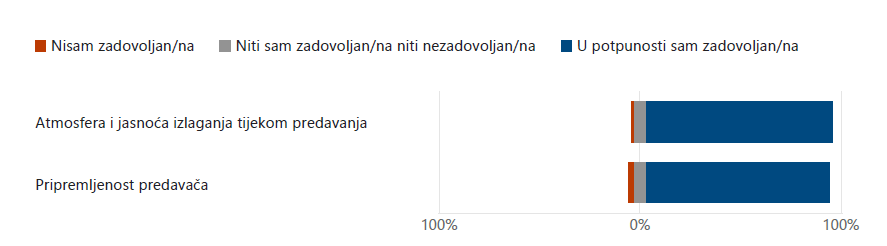 Nisam zadovoljan/na Niti sam zadovoljan/na niti nezadovoljan/na U potpunosti sam zadovoljan/na
Atmosfera i jasnoća izlaganja tijekom predavanja
Pripremljenost predavača
100% 0% 100%